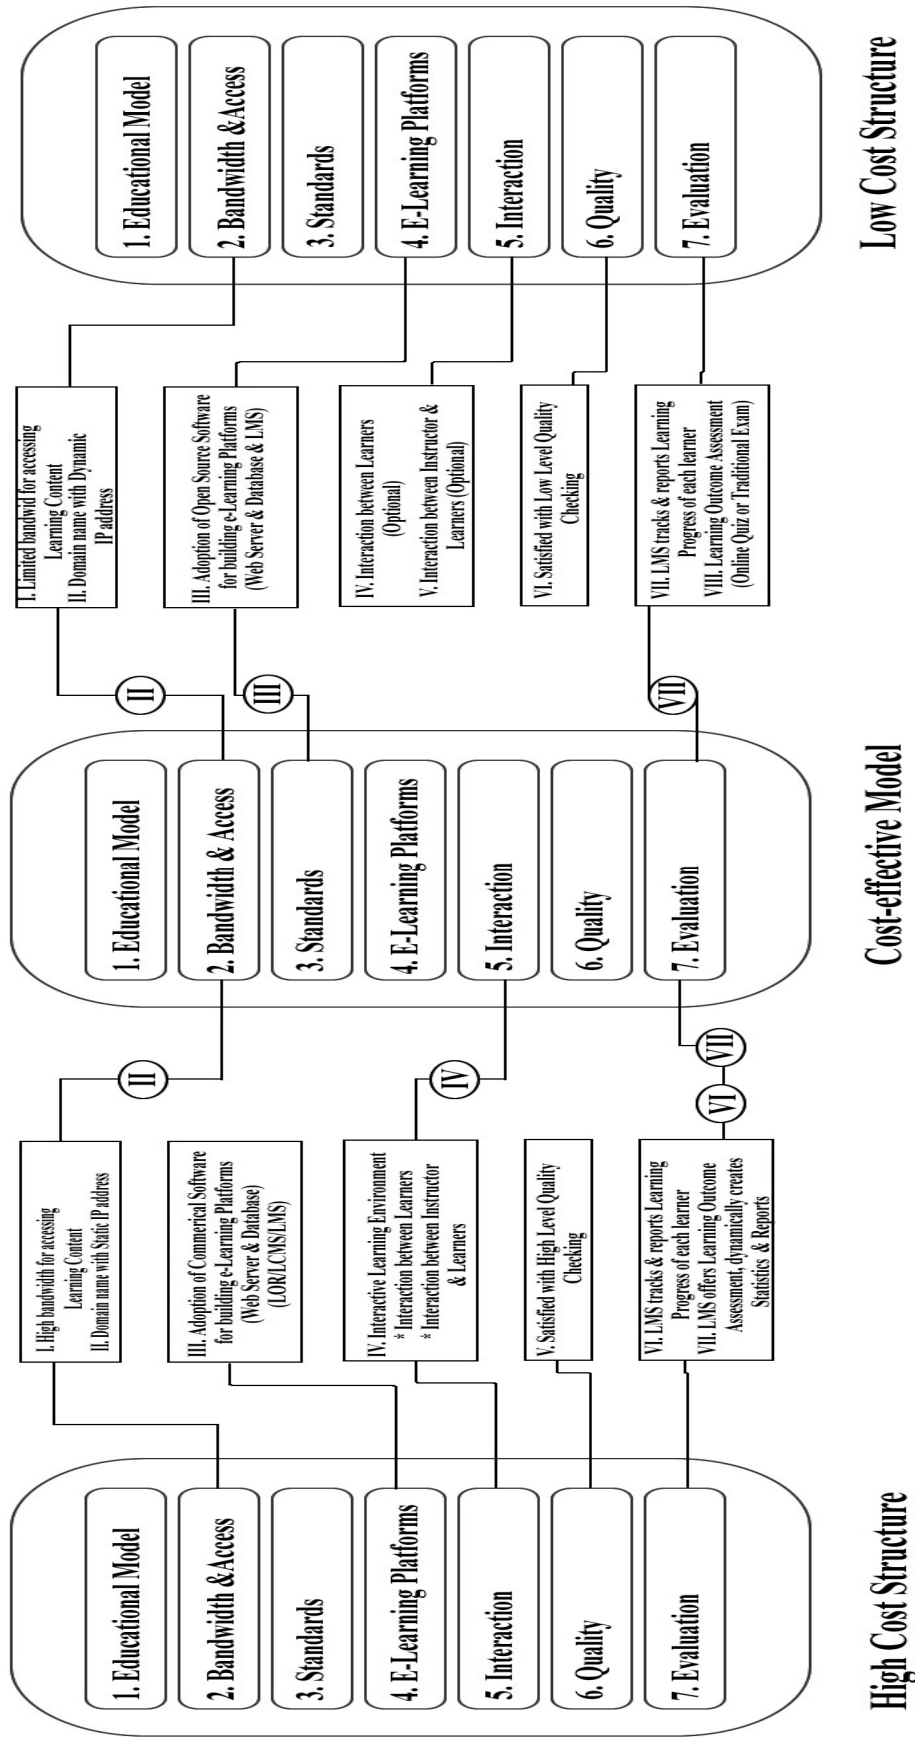 1. Educational Model
2. Bandwidth &Access
3. Standards
4. E-Learning Platforms
5. Interaction
6. Quality
7. Evaluation
High Cost Structure
I. High bandwidth for accessing
Learning Content
II. Domain name with Static IP address
III. Adoption of Commerical Software
for building e-Learning Platforms
(Web Server & Database)
(LOR/LCMS/LMS)
IV. Interactive Learning Environment
* Interaction between Learners
* Interaction between Instructor
& Learners
V. Satisfied with High Level Quality
Checking
VI. LMS tracks & reports Learning
Progress of each learner
VII. LMS offers Learning Outcome
Assessment, dynamically creates
Statistics & Reports
II
IV
VI
VII
1. Educational Model
2. Bandwidth & Access
3. Standards
4. E-Learning Platforms
5. Interaction
6. Quality
7. Evaluation
Cost-effective Model
II
III
VII
I. Limited bandwid for accessing
Learning Content
II. Domain name with Dynamic
IP address
III. Adoption of Open Source Software
for building e-Learning Platforms
(Web Server & Database & LMS)
IV. Interaction between Learners
(Optional)
V. Interaction between Instructor &
Learners (Optional)
VI. Satisfied with Low Level Quality
Checking
VII. LMS tracks & reports Learning
Progress of each learner
VIII. Learning Outcome Assessment
(Online Quiz or Traditional Exam)
1. Educational Model
2. Bandwidth &Access
3. Standards
4. E-Learning Platforms
5. Interaction
6. Quality
7. Evaluation
Low Cost Structure